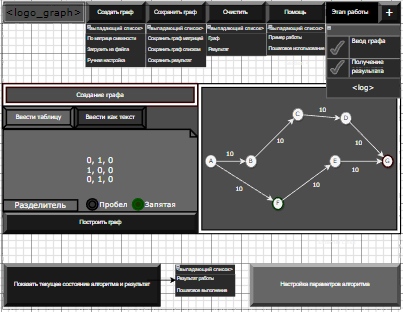 <logo_graph>
Создать граф
Сохранить граф
Очистить
Помощь
Этап работы
+
<выпадающий список>
По матрице смежности
Загрузить из файла
Ручная настройка
<выпадающий список>
Сохранить граф матрицей
Сохранить граф списком
Сохранить результат
<выпадающий список>
Граф
Результат
<выпадающий список>
Пример работы
Пошаговое использование
Ввод графа
Получение
результата
<log>
Создание графа
Ввести таблицу
Ввести как текст
0, 1, 0
1, 0, 0
0, 1, 0
Разделитель
Пробел
Запятая
Построить граф
A
B
C
D
E
F
G
10
10
10
10
10
10
10
Показать текущее состояние алгоритма и результат
<выпадающий список>
Результат работы
Пошаговое выполнение
Настройка параметров алгоритма